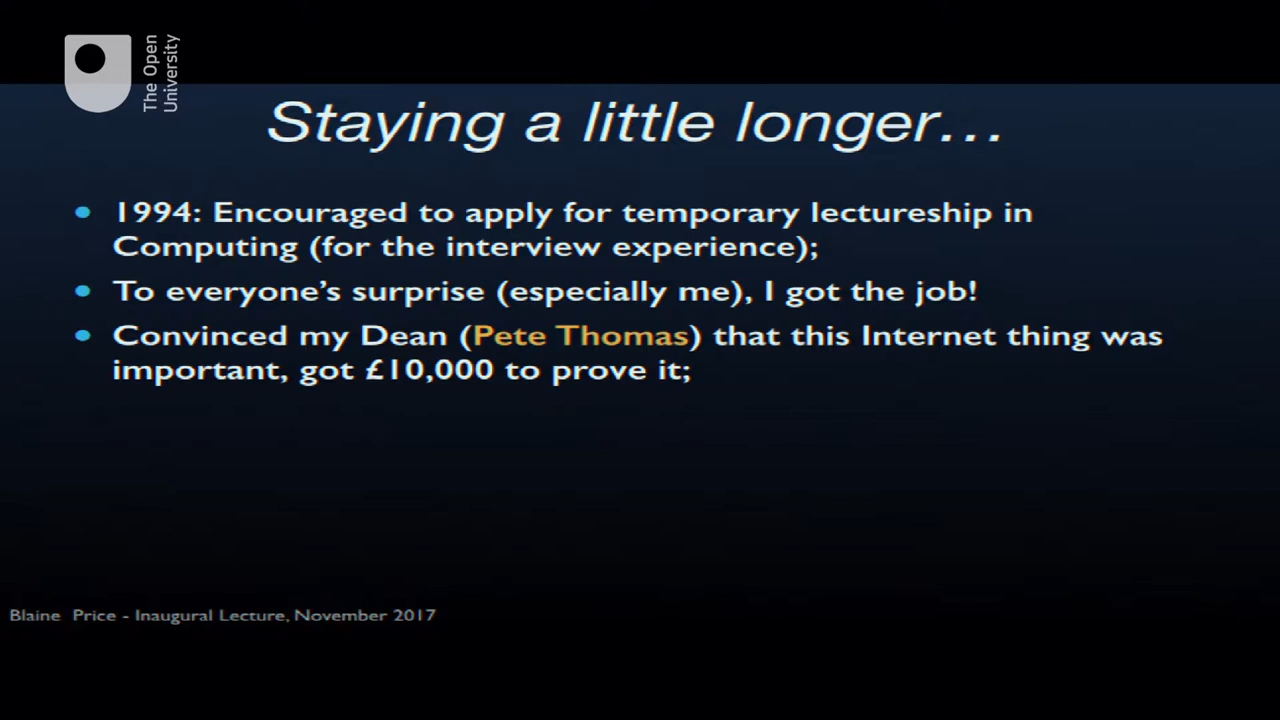 The Open
University
Staying a little longer…
• 1994: Encouraged to apply for temporary lectureship in
Computing (for the interview experience);
• To everyone's surprise (especially me), I got the job!
• Convinced my Dean (Pete Thomas) that this Internet thing was
important, got £10,000 to prove it;
Blaine Price - Inaugural Lecture, November 2017